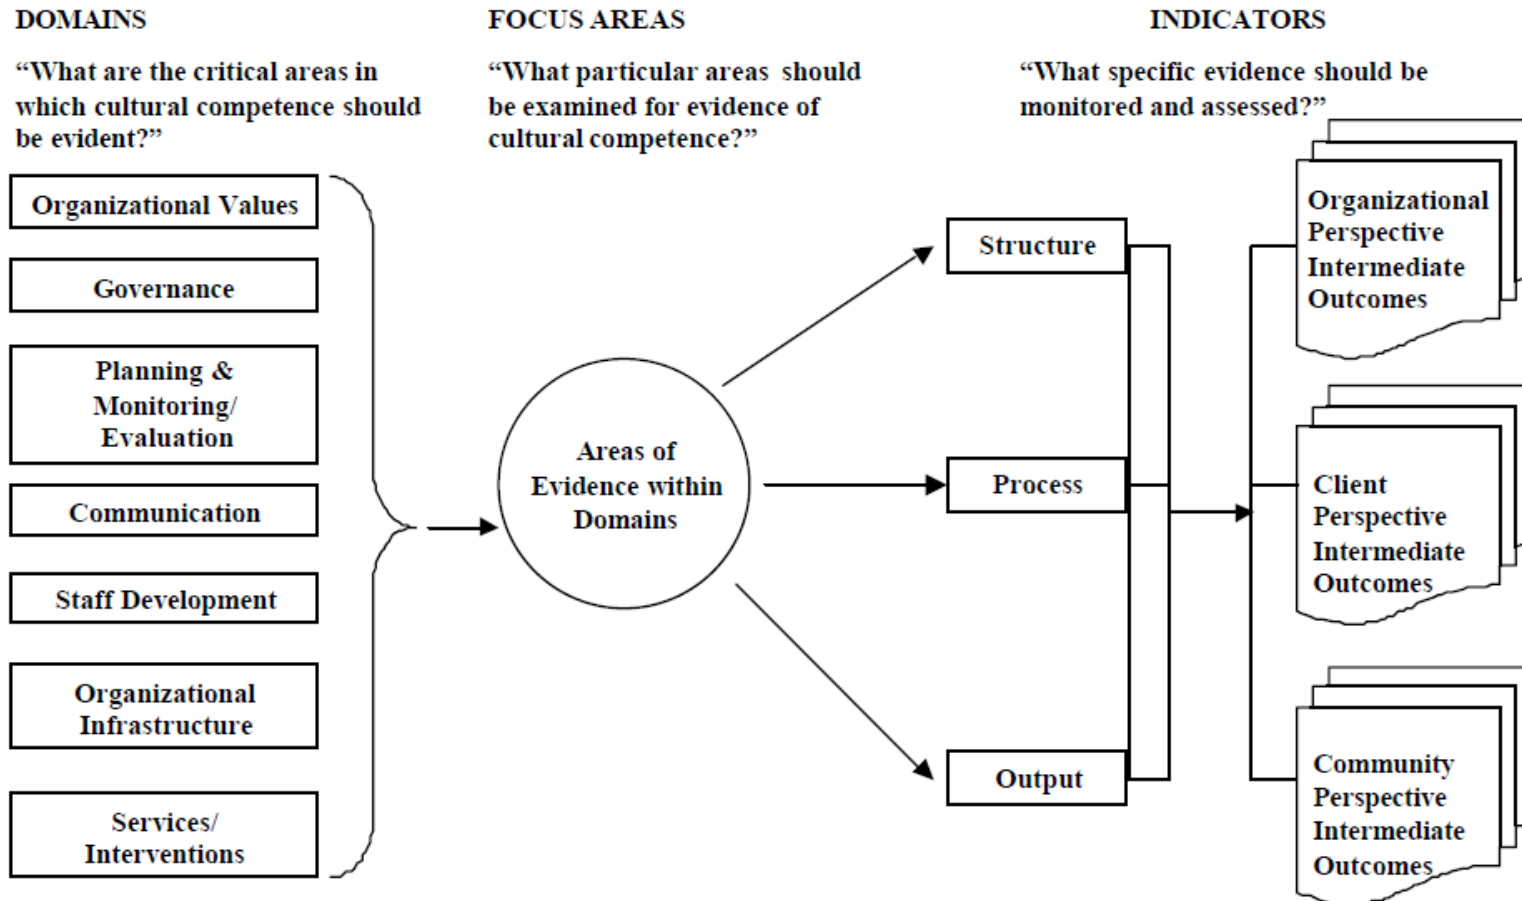 DOMAINS
FOCUS AREAS
INDICATORS
“What are the critical areas in
which cultural competence should
be evident?”
“What particular areas should
be examined for evidence of
cultural competence?”
“What specific evidence should be
monitored and assessed?”
Organizational Values
Governance
Planning &
Monitoring/
Evaluation
Communication
Staff Development
Organizational
Infrastructure
Services/
Interventions
Areas of
Evidence within
Domains
Structure
Process
Output
Organizational
Perspective
Intermediate
Outcomes
Client
Perspective
Intermediate
Outcomes
Community
Perspective
Intermediate
Outcomes